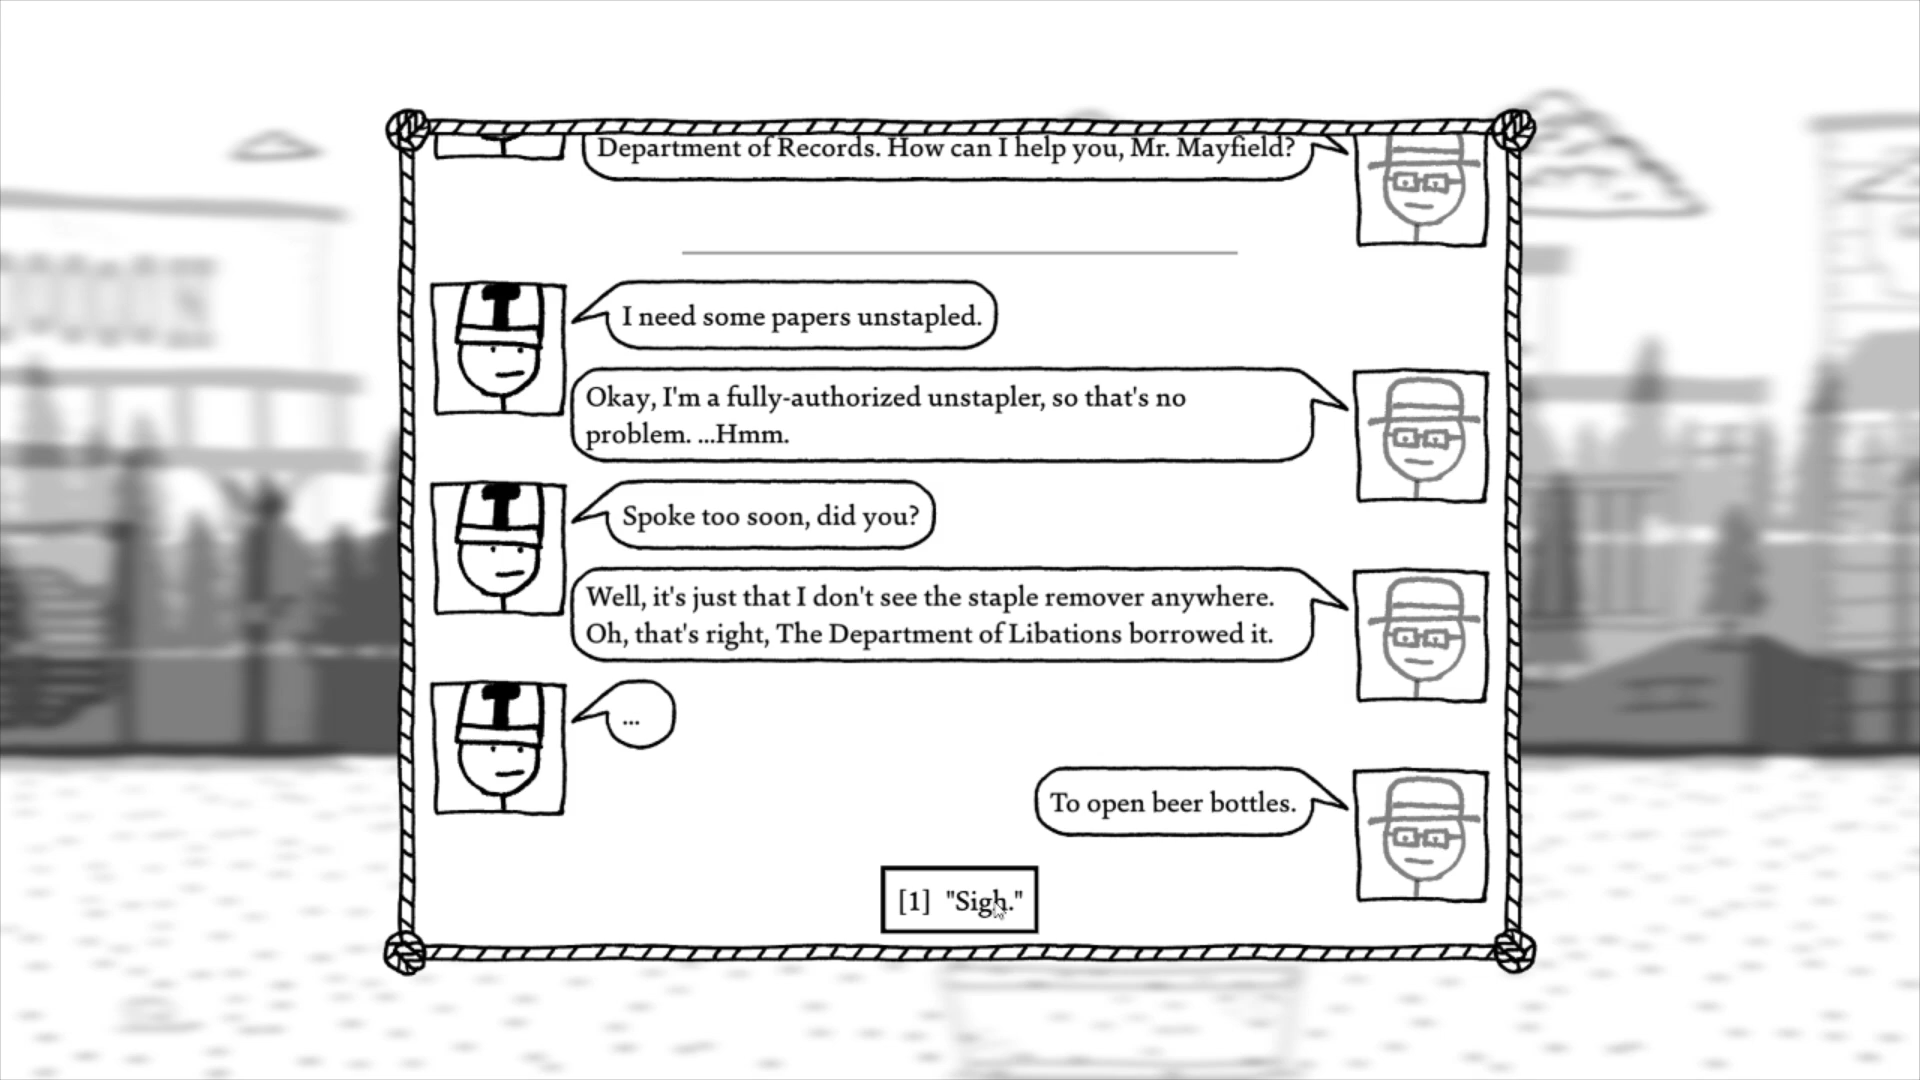 Department of Records. How can I help you, Mr. Mayfield?
I need some papers unstapled.
Okay, I'm a fully-authorized unstapler, so that's no
problem. ...Hmm.
Spoke too soon, did you?
Well, it's just that I don't see the staple remover anywhere.
Oh, that's right, The Department of Libations borrowed it.
...
To open beer bottles.
[1] "Sigh."